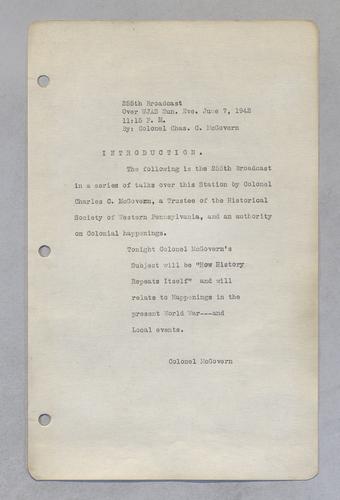 255th Broadcast
Over WJAS Sun. Eve. June 7, 1942
11:15 P. M.
By: Colonel Chas. C. McGovern
I N T R O D U C T I O N .
The following is the 255th Broadcast
in a series of talks over this Station by Colonel
Charles C. McGovern, a Trustee of the Historical
Society of Western Pennsylvania, and an authority
on Colonial happenings.
Tonight Colonel McGovern's
Subject will be "How History
Repeats Itself" and will
relate to Happenings in the
present World War---and
Local events.
Colonel McGovern